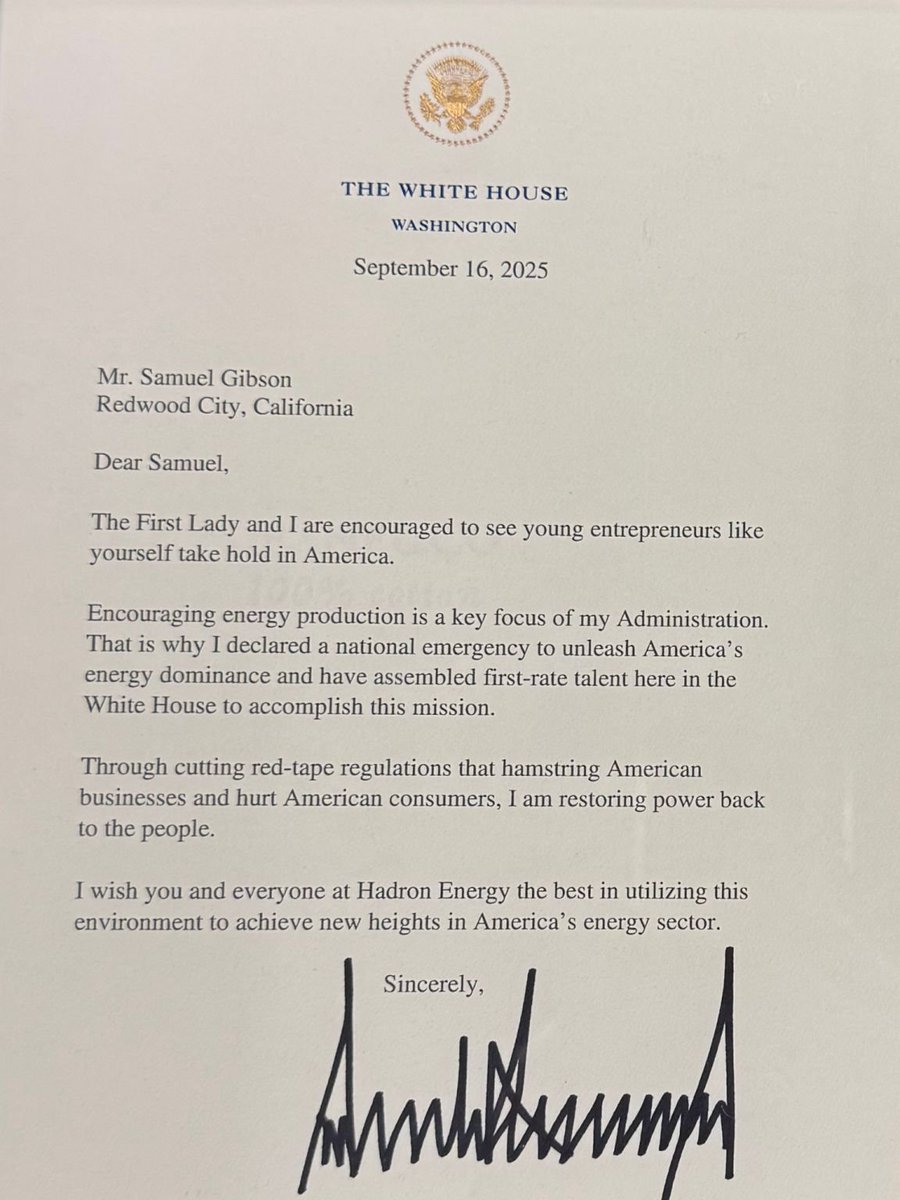 THE WHITE HOUSE
WASHINGTON
September 16, 2025
Mr. Samuel Gibson
Redwood City, California
Dear Samuel,
The First Lady and I are encouraged to see young entrepreneurs like
yourself take hold in America.
Encouraging energy production is a key focus of my Administration.
That is why I declared a national emergency to unleash America's
energy dominance and have assembled first-rate talent here in the
White House to accomplish this mission.
Through cutting red-tape regulations that hamstring American
businesses and hurt American consumers, I am restoring power back
to the people.
I wish you and everyone at Hadron Energy the best in utilizing this
environment to achieve new heights in America's energy sector.
Sincerely,